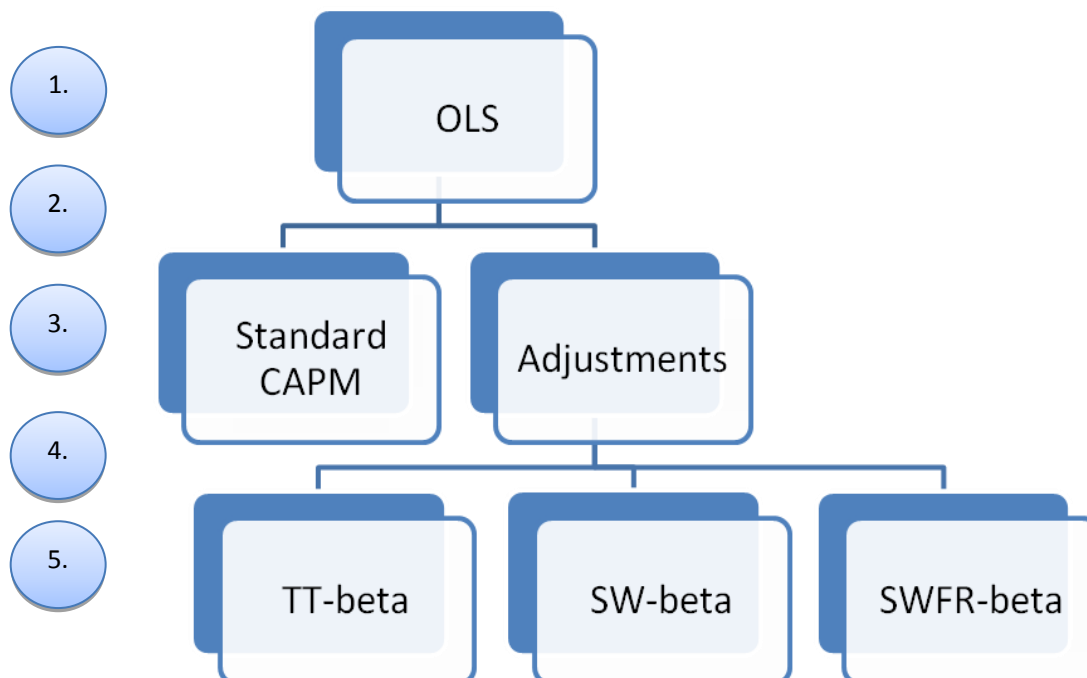 1.
OLS
2.
3.
Standard
CAPM
Adjustments
4.
5.
TT-beta
SW-beta
SWFR-beta